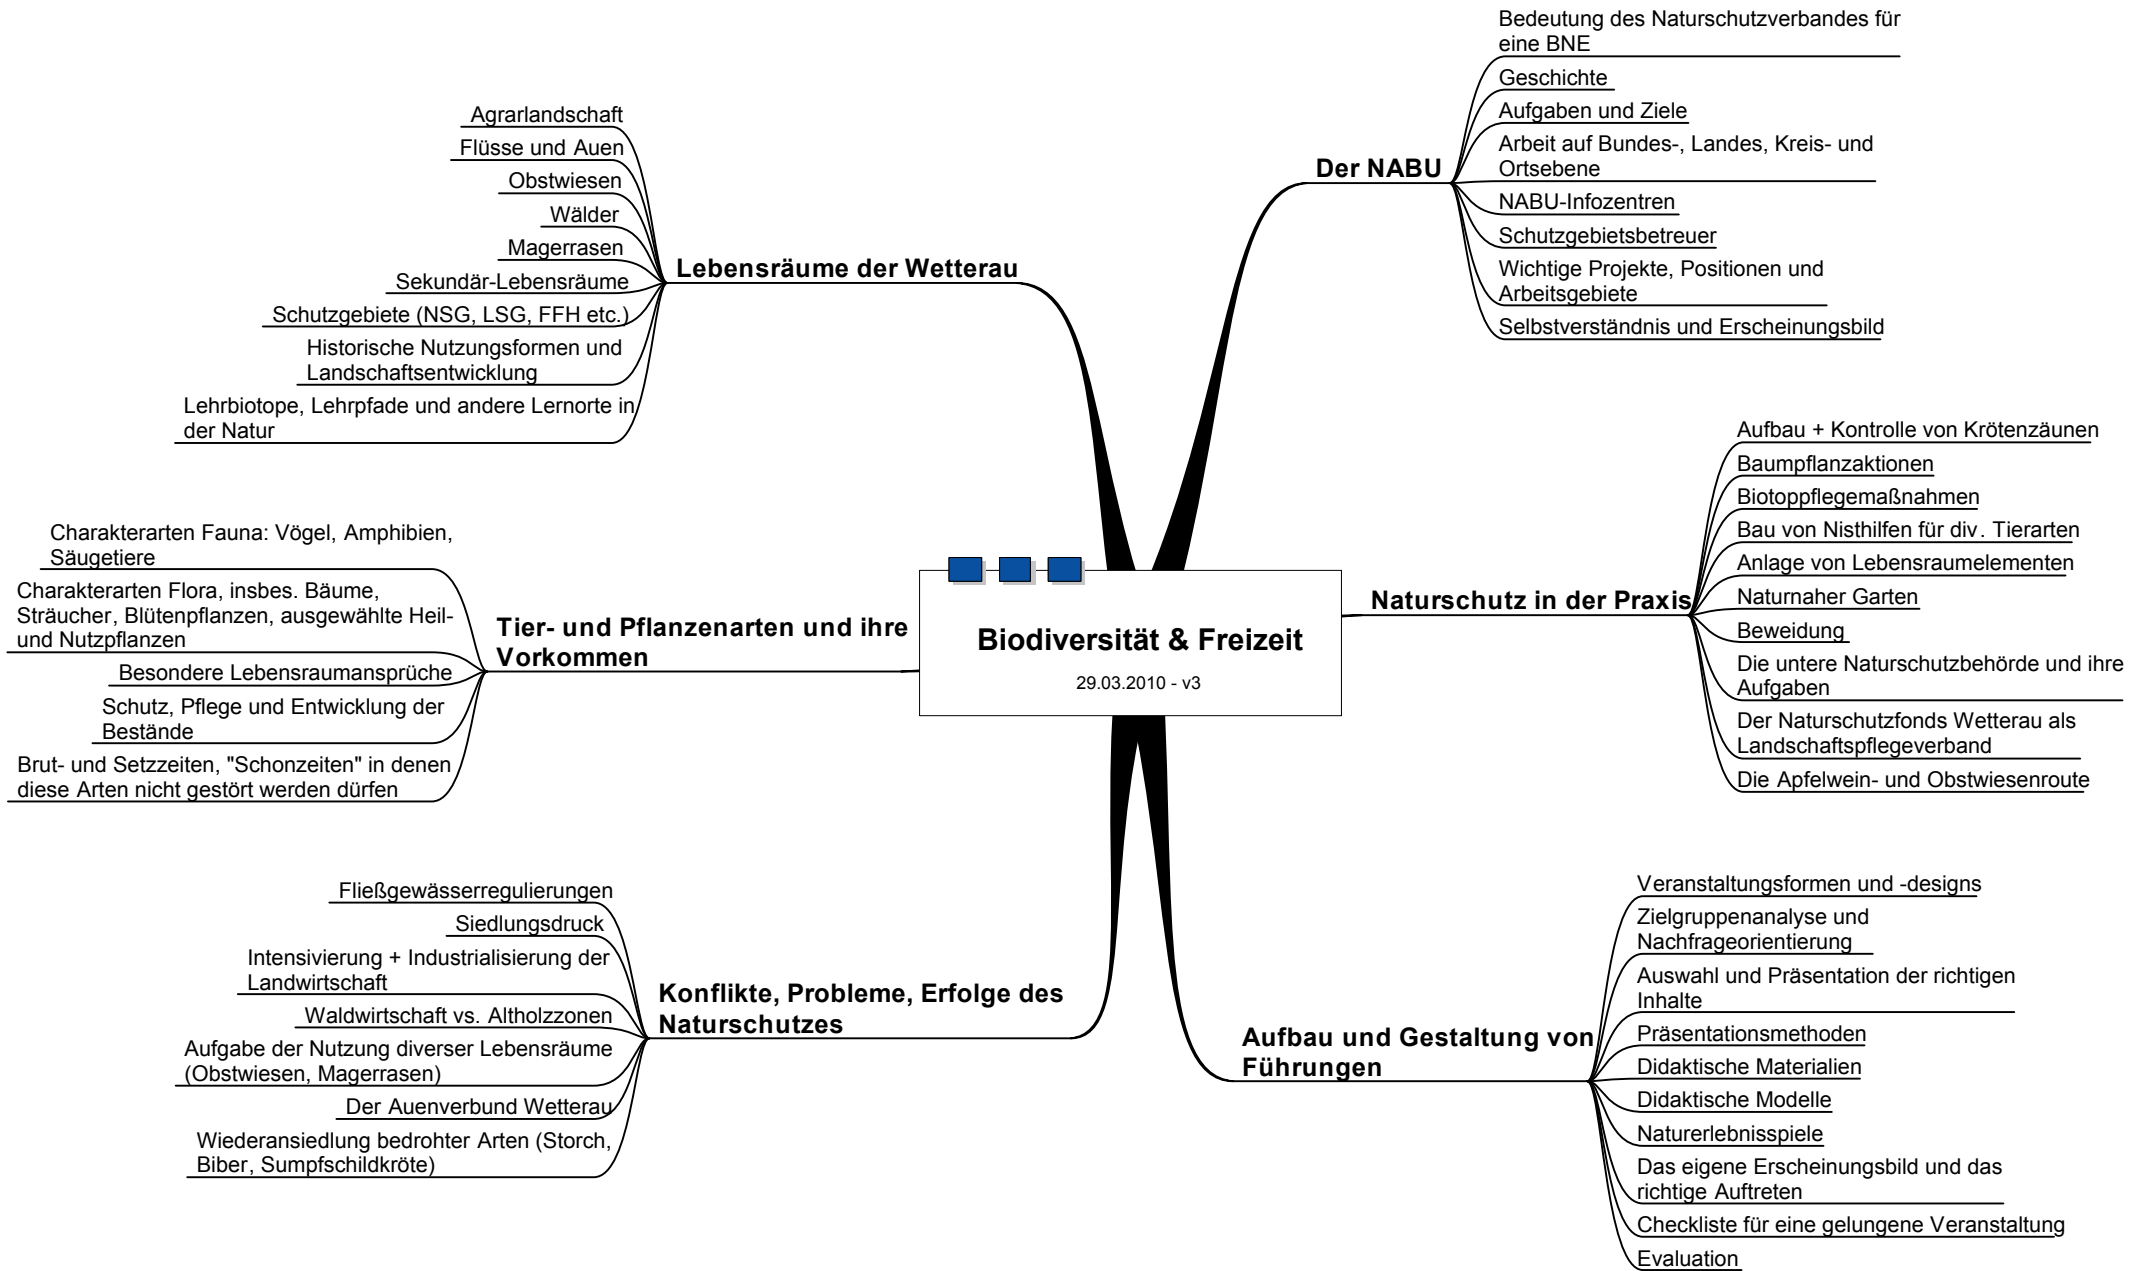 Biodiversität & Freizeit
29.03.2010 - v3
Der NABU
Bedeutung des Naturschutzverbandes für
eine BNE
Geschichte
Aufgaben und Ziele
Arbeit auf Bundes-, Landes, Kreis- und
Ortsebene
NABU-Infozentren
Schutzgebietsbetreuer
Wichtige Projekte, Positionen und
Arbeitsgebiete
Selbstverständnis und Erscheinungsbild
Naturschutz in der Praxis
Aufbau + Kontrolle von Krötenzäunen
Baumpflanzaktionen
Biotoppflegemaßnahmen
Bau von Nisthilfen für div. Tierarten
Anlage von Lebensraumelementen
Naturnaher Garten
Beweidung
Die untere Naturschutzbehörde und ihre
Aufgaben
Der Naturschutzfonds Wetterau als
Landschaftspflegeverband
Die Apfelwein- und Obstwiesenroute
Aufbau und Gestaltung von
Führungen
Veranstaltungsformen und -designs
Zielgruppenanalyse und
Nachfrageorientierung
Auswahl und Präsentation der richtigen
Inhalte
Präsentationsmethoden
Didaktische Materialien
Didaktische Modelle
Naturerlebnisspiele
Das eigene Erscheinungsbild und das
richtige Auftreten
Checkliste für eine gelungene Veranstaltung
Evaluation
Lebensräume der Wetterau
Agrarlandschaft
Flüsse und Auen
Obstwiesen
Wälder
Magerrasen
Sekundär-Lebensräume
Schutzgebiete (NSG, LSG, FFH etc.)
Historische Nutzungsformen und
Landschaftsentwicklung
Lehrbiotope, Lehrpfade und andere Lernorte in
der Natur
Tier- und Pflanzenarten und ihre
Vorkommen
Charakterarten Fauna: Vögel, Amphibien,
Säugetiere
Charakterarten Flora, insbes. Bäume,
Sträucher, Blütenpflanzen, ausgewählte Heil-
und Nutzpflanzen
Besondere Lebensraumansprüche
Schutz, Pflege und Entwicklung der
Bestände
Brut- und Setzzeiten, "Schonzeiten" in denen
diese Arten nicht gestört werden dürfen
Konflikte, Probleme, Erfolge des
Naturschutzes
Fließgewässerregulierungen
Siedlungsdruck
Intensivierung + Industrialisierung der
Landwirtschaft
Waldwirtschaft vs. Altholzzonen
Aufgabe der Nutzung diverser Lebensräume
(Obstwiesen, Magerrasen)
Der Auenverbund Wetterau
Wiederansiedlung bedrohter Arten (Storch,
Biber, Sumpfschildkröte)